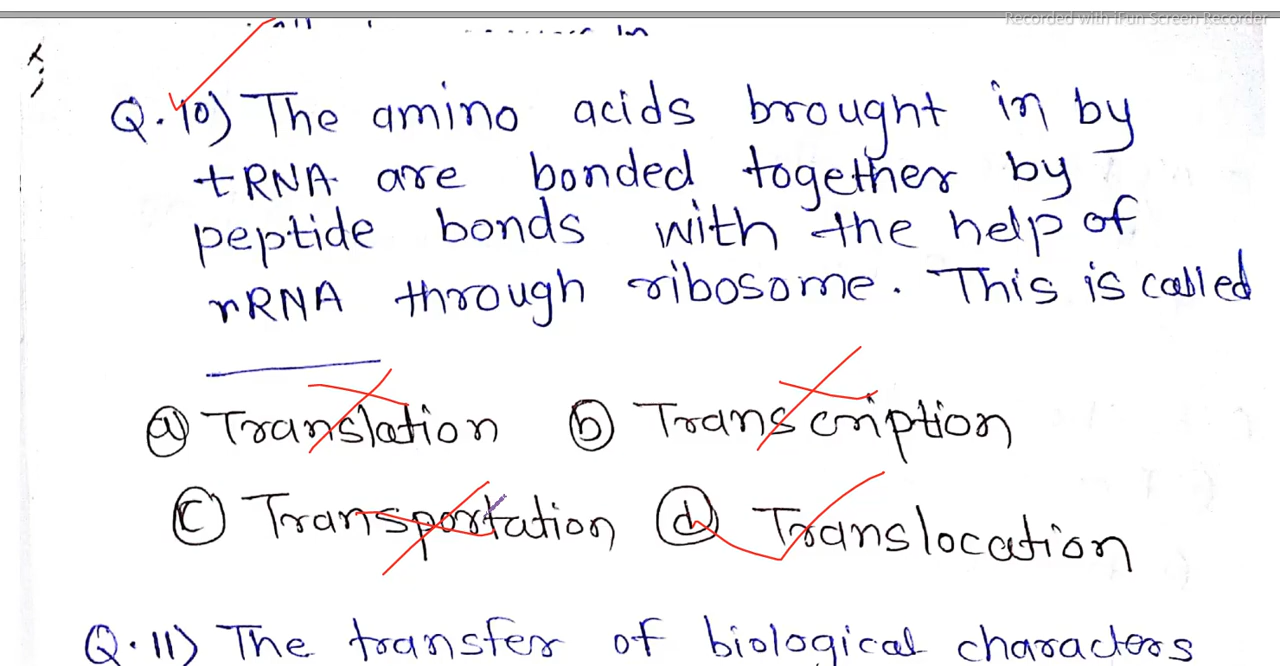 Recorded with iFun Screen Recorder
in
Q.10) The amino acids brought in by
tRNA are bonded together by
peptide bonds with the help of
rRNA through ribosome. This is called
a) Translation b) Transcription
c) Transportation d) Translocation
Q.11) The transfer of biological characters